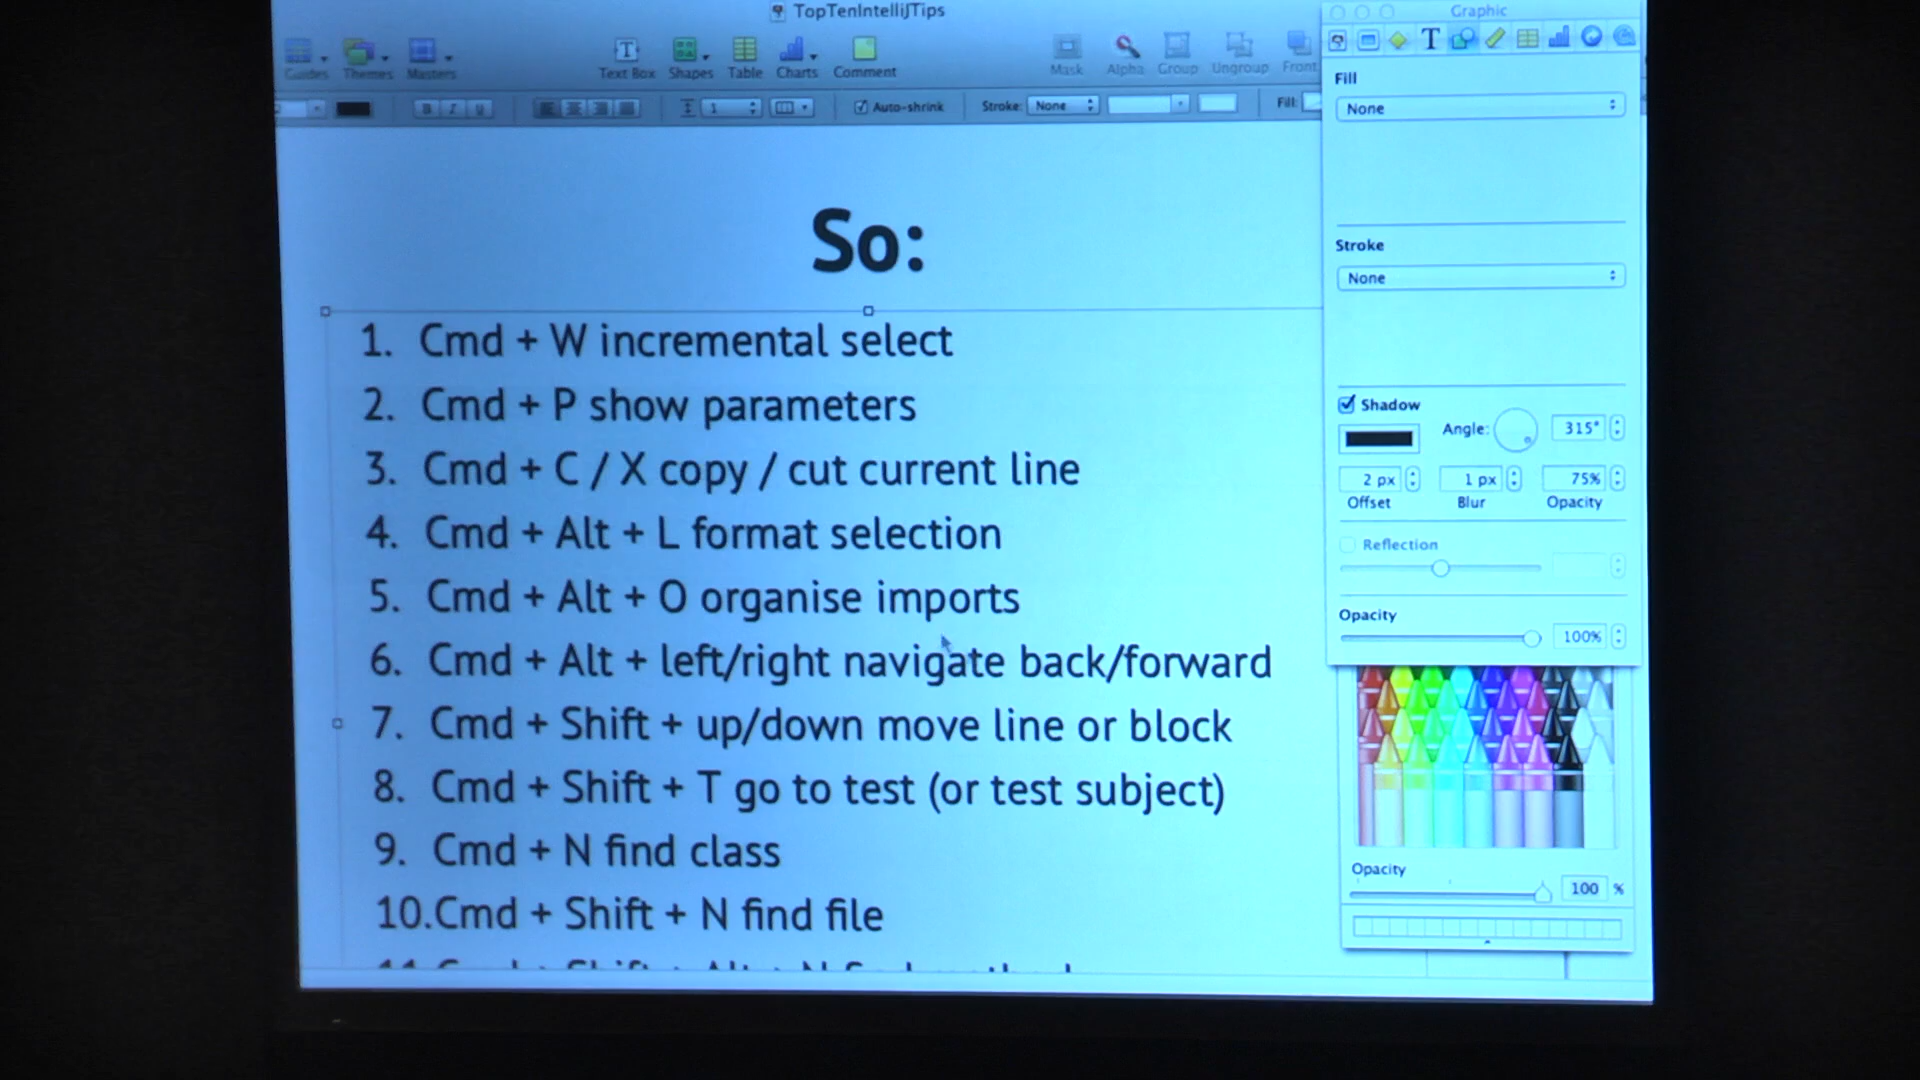 TopTenIntelliJTips
Graphic
Guides Themes Masters Text Box Shapes Table Charts Comment Mask Alpha Group Ungroup Front
B I U 1 Auto-shrink Stroke: None Fill:
Fill
None
So:
Stroke
None
1. Cmd + W incremental select
2. Cmd + P show parameters
3. Cmd + C / X copy / cut current line
4. Cmd + Alt + L format selection
5. Cmd + Alt + O organise imports
6. Cmd + Alt + left/right navigate back/forward
7. Cmd + Shift + up/down move line or block
8. Cmd + Shift + T go to test (or test subject)
9. Cmd + N find class
10.Cmd + Shift + N find file
Shadow
Angle: 315°
2 px 1 px 75%
Offset Blur Opacity
Reflection
Opacity
100%
Opacity
100 %